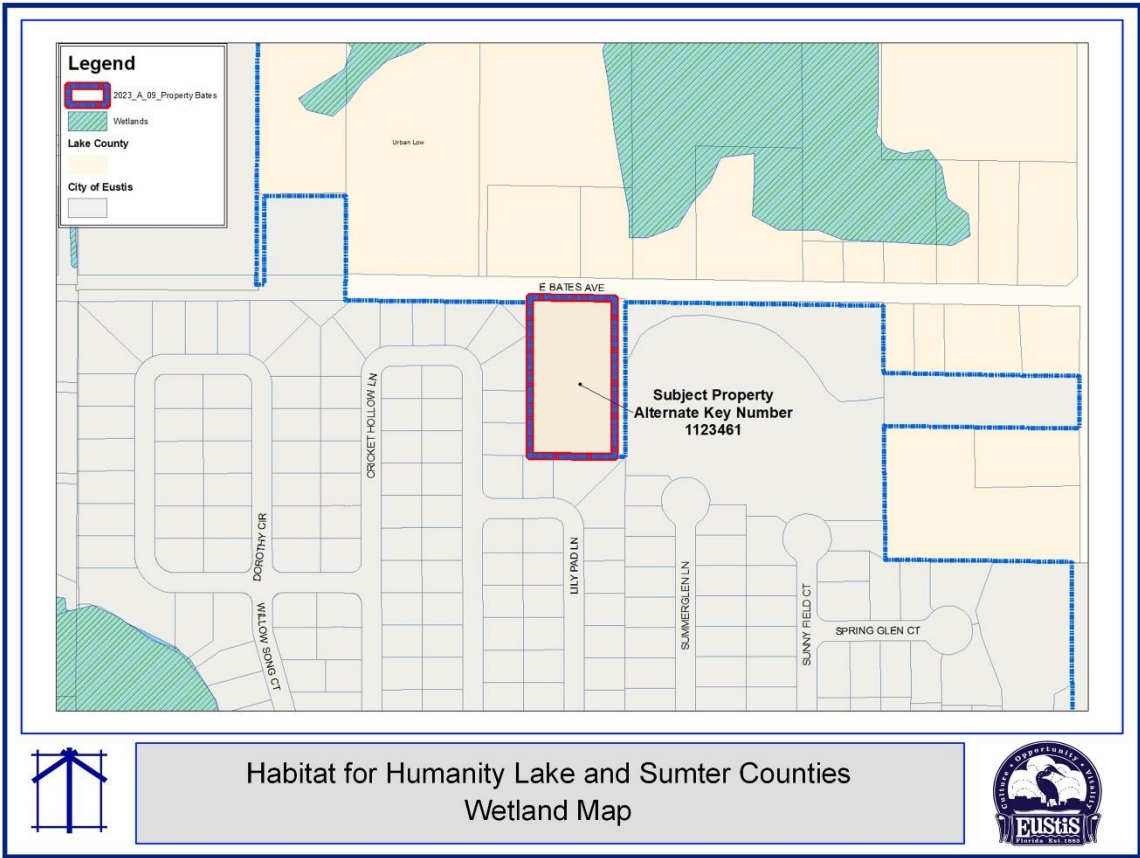 Legend
2023_A_09_Property Bates
Wetlands
Lake County
City of Eustis
Urban Low
E BATES AVE
Subject Property
Alternate Key Number
1123461
CRICKET HOLLOW LN
DOROTHY CIR
LILY PAD LN
SUMMERGLEN LN
SUNNY FIELD CT
SPRING GLEN CT
WILLOW SONG CT
Habitat for Humanity Lake and Sumter Counties
Wetland Map
Culture • Opportunity • Vitality
EUSTIS
Florida Est. 1883